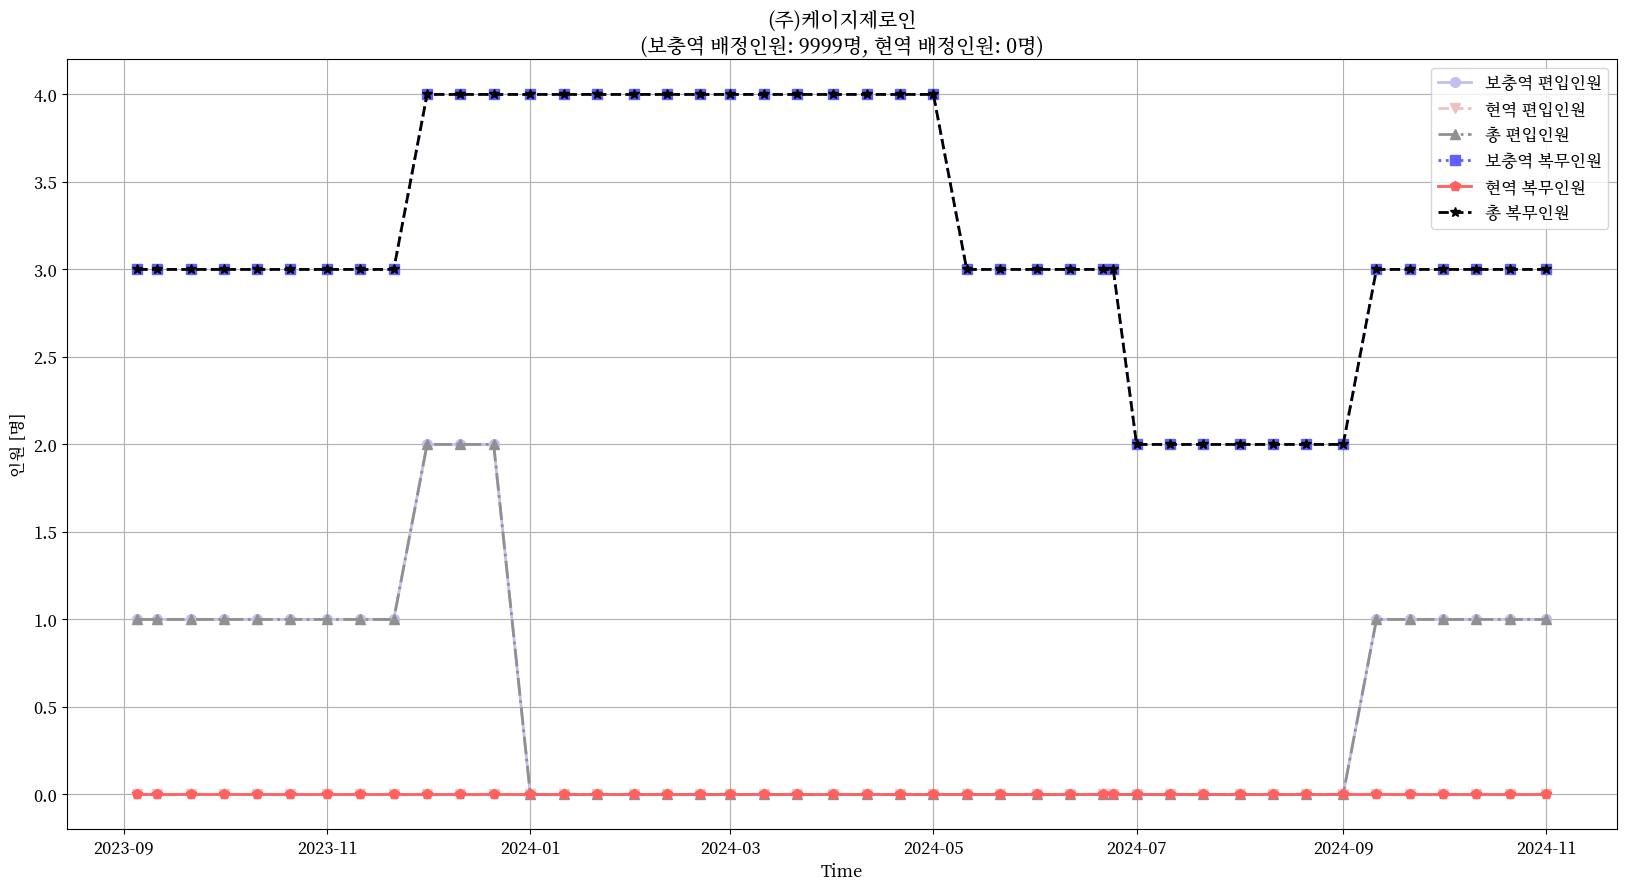 (주)케이지제로인
(보충역 배정인원: 9999명, 현역 배정인원: 0명)
보충역 편입인원
현역 편입인원
총 편입인원
보충역 복무인원
현역 복무인원
총 복무인원
4.0
3.5
3.0
2.5
2.0
1.5
1.0
0.5
0.0
인원 [명]
2023-09
2023-11
2024-01
2024-03
2024-05
2024-07
2024-09
2024-11
Time